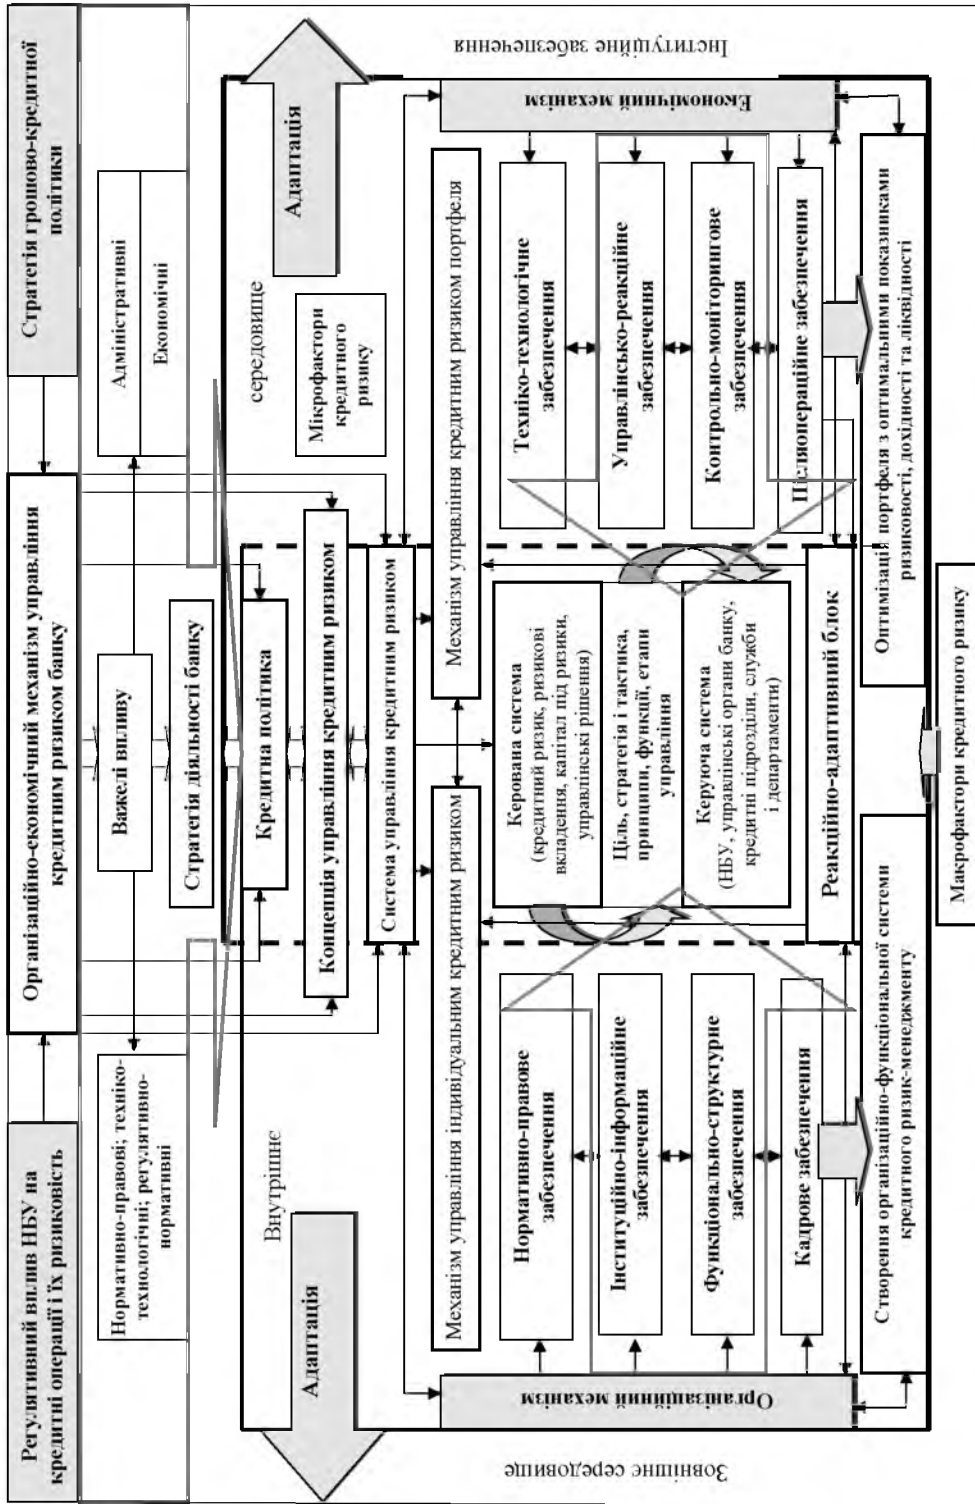 Регулятивний вплив НБУ на
кредитні операції і їх ризиковість
Організаційно-економічний механізм управління
кредитним ризиком банку
Стратегія грошово-кредитної
політики
Нормативно-правові; техніко-
технологічні; регулятивно-
нормативні
Важелі впливу
Адміністративні
Економічні
Стратегія діяльності банку
Внутрішнє
середовище
Кредитна політика
Адаптація
Концепція управління кредитним ризиком
Мікрофактори
кредитного
ризику
Адаптація
Система управління кредитним ризиком
Механізм управління індивідуальним кредитним ризиком
Механізм управління кредитним ризиком портфеля
Зовнішнє середовище
Організаційний механізм
Нормативно-правове
забезпечення
Інституційно-інформаційне
забезпечення
Функціонально-структурне
забезпечення
Кадрове забезпечення
Керована система
(кредитний ризик, ризикові
вкладення, капітал під ризики,
управлінські рішення)
Ціль, стратегія і тактика,
принципи, функції, етапи
управління
Керуюча система
(НБУ, управлінські органи банку,
кредитні підрозділи, служби
і департаменти)
Техніко-технологічне
забезпечення
Управлінсько-реакційне
забезпечення
Контрольно-моніторингове
забезпечення
Післяопераційне забезпечення
Економічний механізм
Інституційне забезпечення
Реакційно-адаптивний блок
Створення організаційно-функціональної системи
кредитного ризик-менеджменту
Оптимізація портфеля з оптимальними показниками
ризиковості, дохідності та ліквідності
Макрофактори кредитного ризику